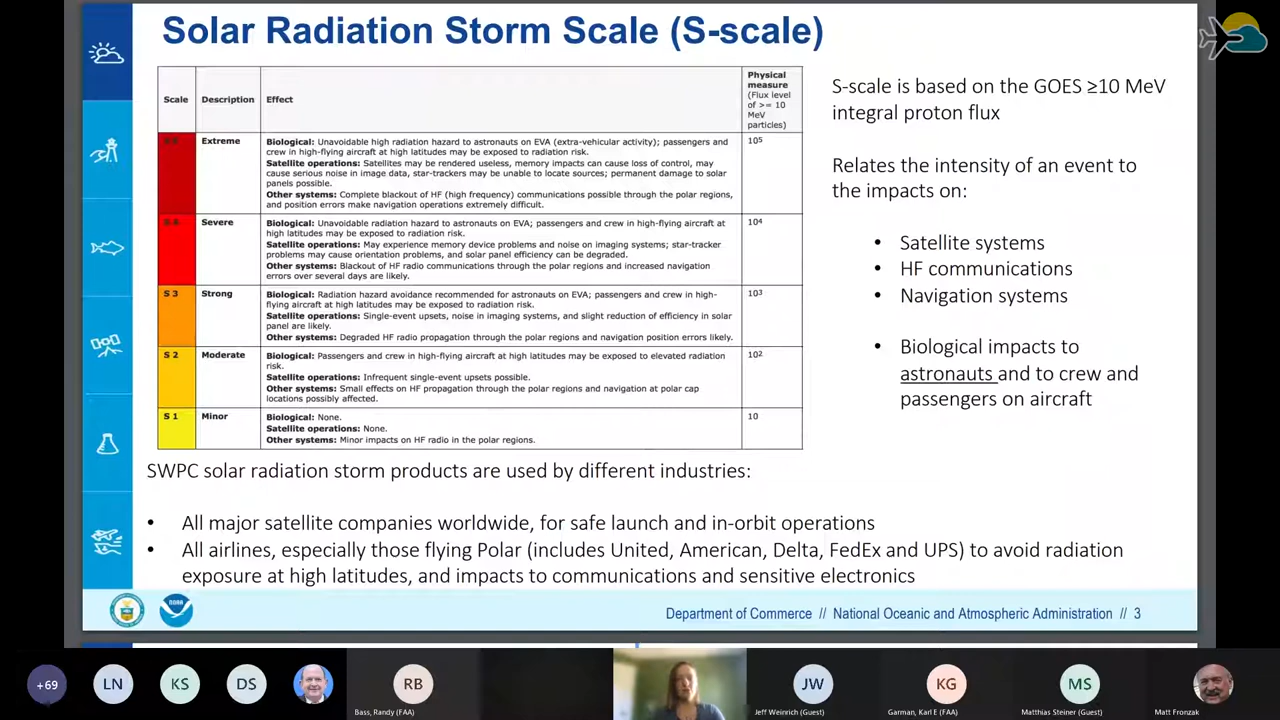 Solar Radiation Storm Scale (S-scale)
Scale
Description
Effect
Physical
measure
(Flux level
of >= 10
MeV
particles)
Extreme
Biological: Unavoidable high radiation hazard to astronauts on EVA (extra-vehicular activity); passengers and
crew in high-flying aircraft at high latitudes may be exposed to radiation risk.
Satellite operations: Satellites may be rendered useless, memory impacts can cause loss of control, may
cause serious noise in image data, star-trackers may be unable to locate sources; permanent damage to solar
panels possible.
Other systems: Complete blackout of HF (high frequency) communications possible through the polar regions,
and position errors make navigation operations extremely difficult.
10⁵
Severe
Biological: Unavoidable radiation hazard to astronauts on EVA; passengers and crew in high-flying aircraft at
high latitudes may be exposed to radiation risk.
Satellite operations: May experience memory device problems and noise on imaging systems; star-tracker
problems may cause orientation problems, and solar panel efficiency can be degraded.
Other systems: Blackout of HF radio communications through the polar regions and increased navigation
errors over several days are likely.
10⁴
S 3
Strong
Biological: Radiation hazard avoidance recommended for astronauts on EVA; passengers and crew in high-
flying aircraft at high latitudes may be exposed to radiation risk.
Satellite operations: Single-event upsets, noise in imaging systems, and slight reduction of efficiency in solar
panel are likely.
Other systems: Degraded HF radio propagation through the polar regions and navigation position errors likely.
10³
S 2
Moderate
Biological: Passengers and crew in high-flying aircraft at high latitudes may be exposed to elevated radiation
risk.
Satellite operations: Infrequent single-event upsets possible.
Other systems: Small effects on HF propagation through the polar regions and navigation at polar cap
locations possibly affected.
10²
S 1
Minor
Biological: None.
Satellite operations: None.
Other systems: Minor impacts on HF radio in the polar regions.
10
S-scale is based on the GOES ≥10 MeV
integral proton flux
Relates the intensity of an event to
the impacts on:
• Satellite systems
• HF communications
• Navigation systems
• Biological impacts to
astronauts and to crew and
passengers on aircraft
SWPC solar radiation storm products are used by different industries:
• All major satellite companies worldwide, for safe launch and in-orbit operations
• All airlines, especially those flying Polar (includes United, American, Delta, FedEx and UPS) to avoid radiation
exposure at high latitudes, and impacts to communications and sensitive electronics
NOAA
Department of Commerce // National Oceanic and Atmospheric Administration // 3
+69
LN
KS
DS
RB
Bass, Randy (FAA)
JW
Jeff Weinrich (Guest)
KG
Garman, Karl E (FAA)
MS
Matthias Steiner (Guest)
Matt Fronzak